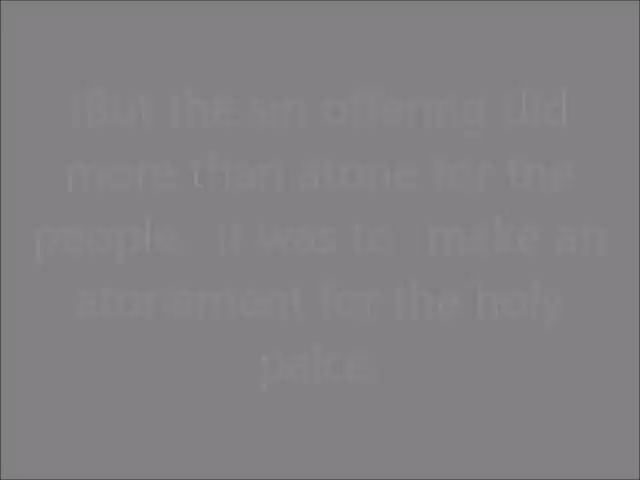 But the sin offering did
more than atone for the
people. It was to make an
atonement for the holy
palce.